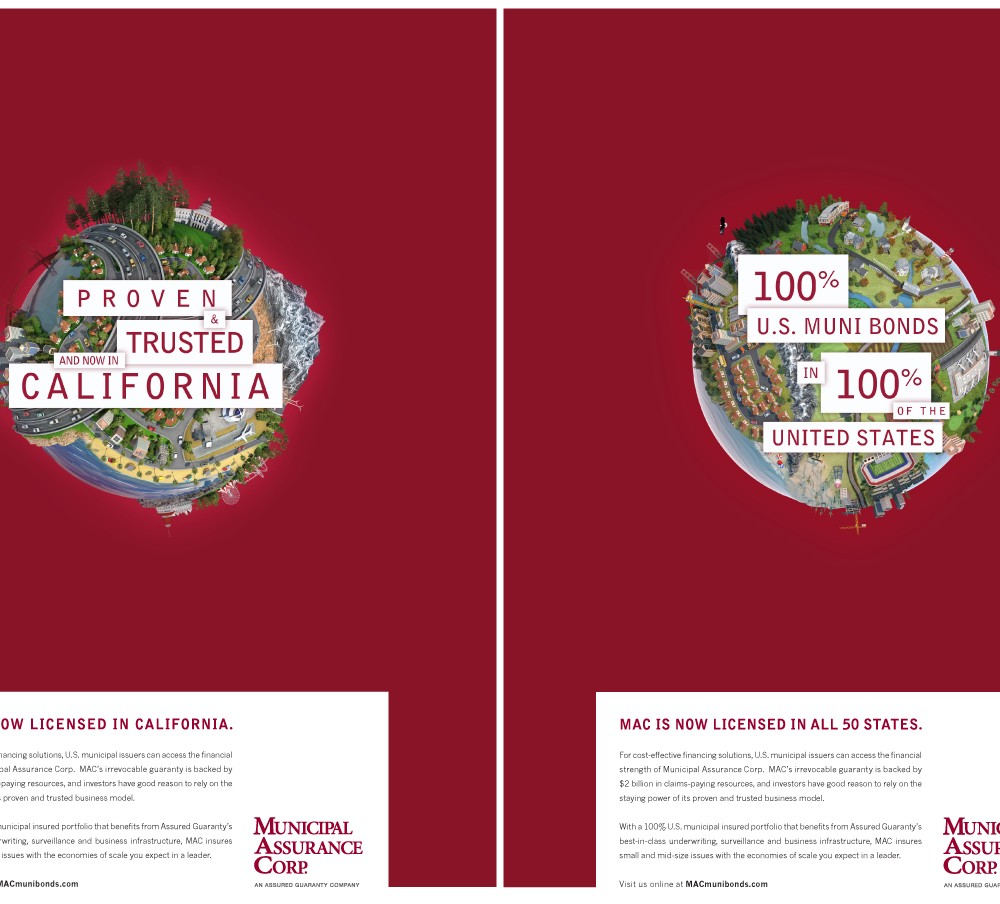 PROVEN
&
TRUSTED
AND NOW IN
CALIFORNIA
OW LICENSED IN CALIFORNIA.
nancing solutions, U.S. municipal issuers can access the financial
pal Assurance Corp. MAC's irrevocable guaranty is backed by
-paying resources, and investors have good reason to rely on the
s proven and trusted business model.
unicipal insured portfolio that benefits from Assured Guaranty's
rwriting, surveillance and business infrastructure, MAC insures
issues with the economies of scale you expect in a leader.
MACmunibonds.com
MUNICIPAL
ASSURANCE
CORP.
AN ASSURED GUARANTY COMPANY
100%
U.S. MUNI BONDS
IN 100%
OF THE
UNITED STATES
MAC IS NOW LICENSED IN ALL 50 STATES.
For cost-effective financing solutions, U.S. municipal issuers can access the financial
strength of Municipal Assurance Corp. MAC's irrevocable guaranty is backed by
$2 billion in claims-paying resources, and investors have good reason to rely on the
staying power of its proven and trusted business model.
With a 100% U.S. municipal insured portfolio that benefits from Assured Guaranty's
best-in-class underwriting, surveillance and business infrastructure, MAC insures
small and mid-size issues with the economies of scale you expect in a leader.
Visit us online at MACmunibonds.com
MUNIC
ASSUR
CORP.
AN ASSURED GUA